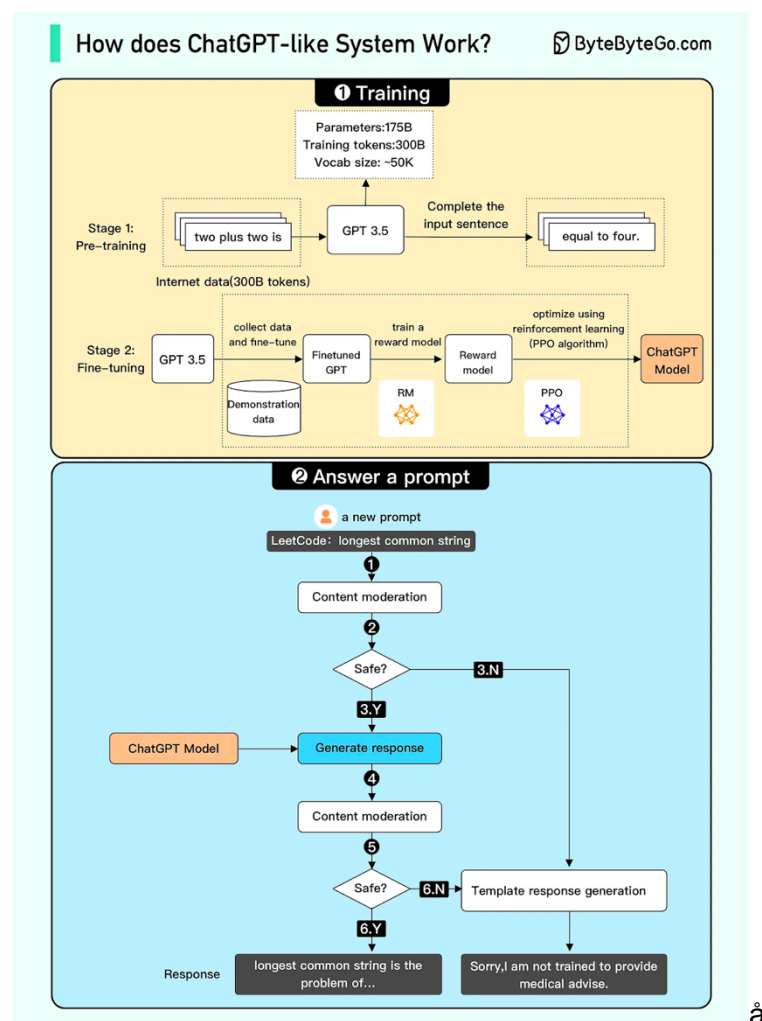 How does ChatGPT-like System Work?
ByteByteGo.com
❶ Training
Parameters:175B
Training tokens:300B
Vocab size: ~50K
Stage 1:
Pre-training
two plus two is
GPT 3.5
Complete the
input sentence
equal to four.
Internet data(300B tokens)
Stage 2:
Fine-tuning
GPT 3.5
collect data
and fine-tune
Demonstration
data
Finetuned
GPT
train a
reward model
RM
Reward
model
optimize using
reinforcement learning
(PPO algorithm)
PPO
ChatGPT
Model
❷ Answer a prompt
a new prompt
LeetCode: longest common string
1
Content moderation
2
Safe?
3.N
3.Y
ChatGPT Model
Generate response
4
Content moderation
5
Safe?
6.N
Template response generation
6.Y
Response
longest common string is the
problem of...
Sorry,I am not trained to provide
medical advise.
å